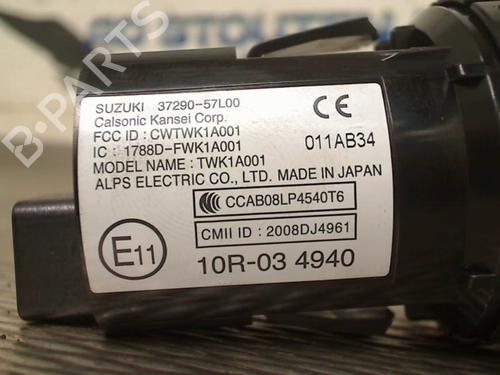 B-PARTS
SUZUKI 37290-57L00
Calsonic Kansei Corp.
FCC ID : CWTWK1A001
IC : 1788D-FWK1A001
MODEL NAME : TWK1A001
ALPS ELECTRIC CO., LTD. MADE IN JAPAN
CE
011AB34
CCC CCAB08LP4540T6
CMII ID : 2008DJ4961
E11
10R-03 4940